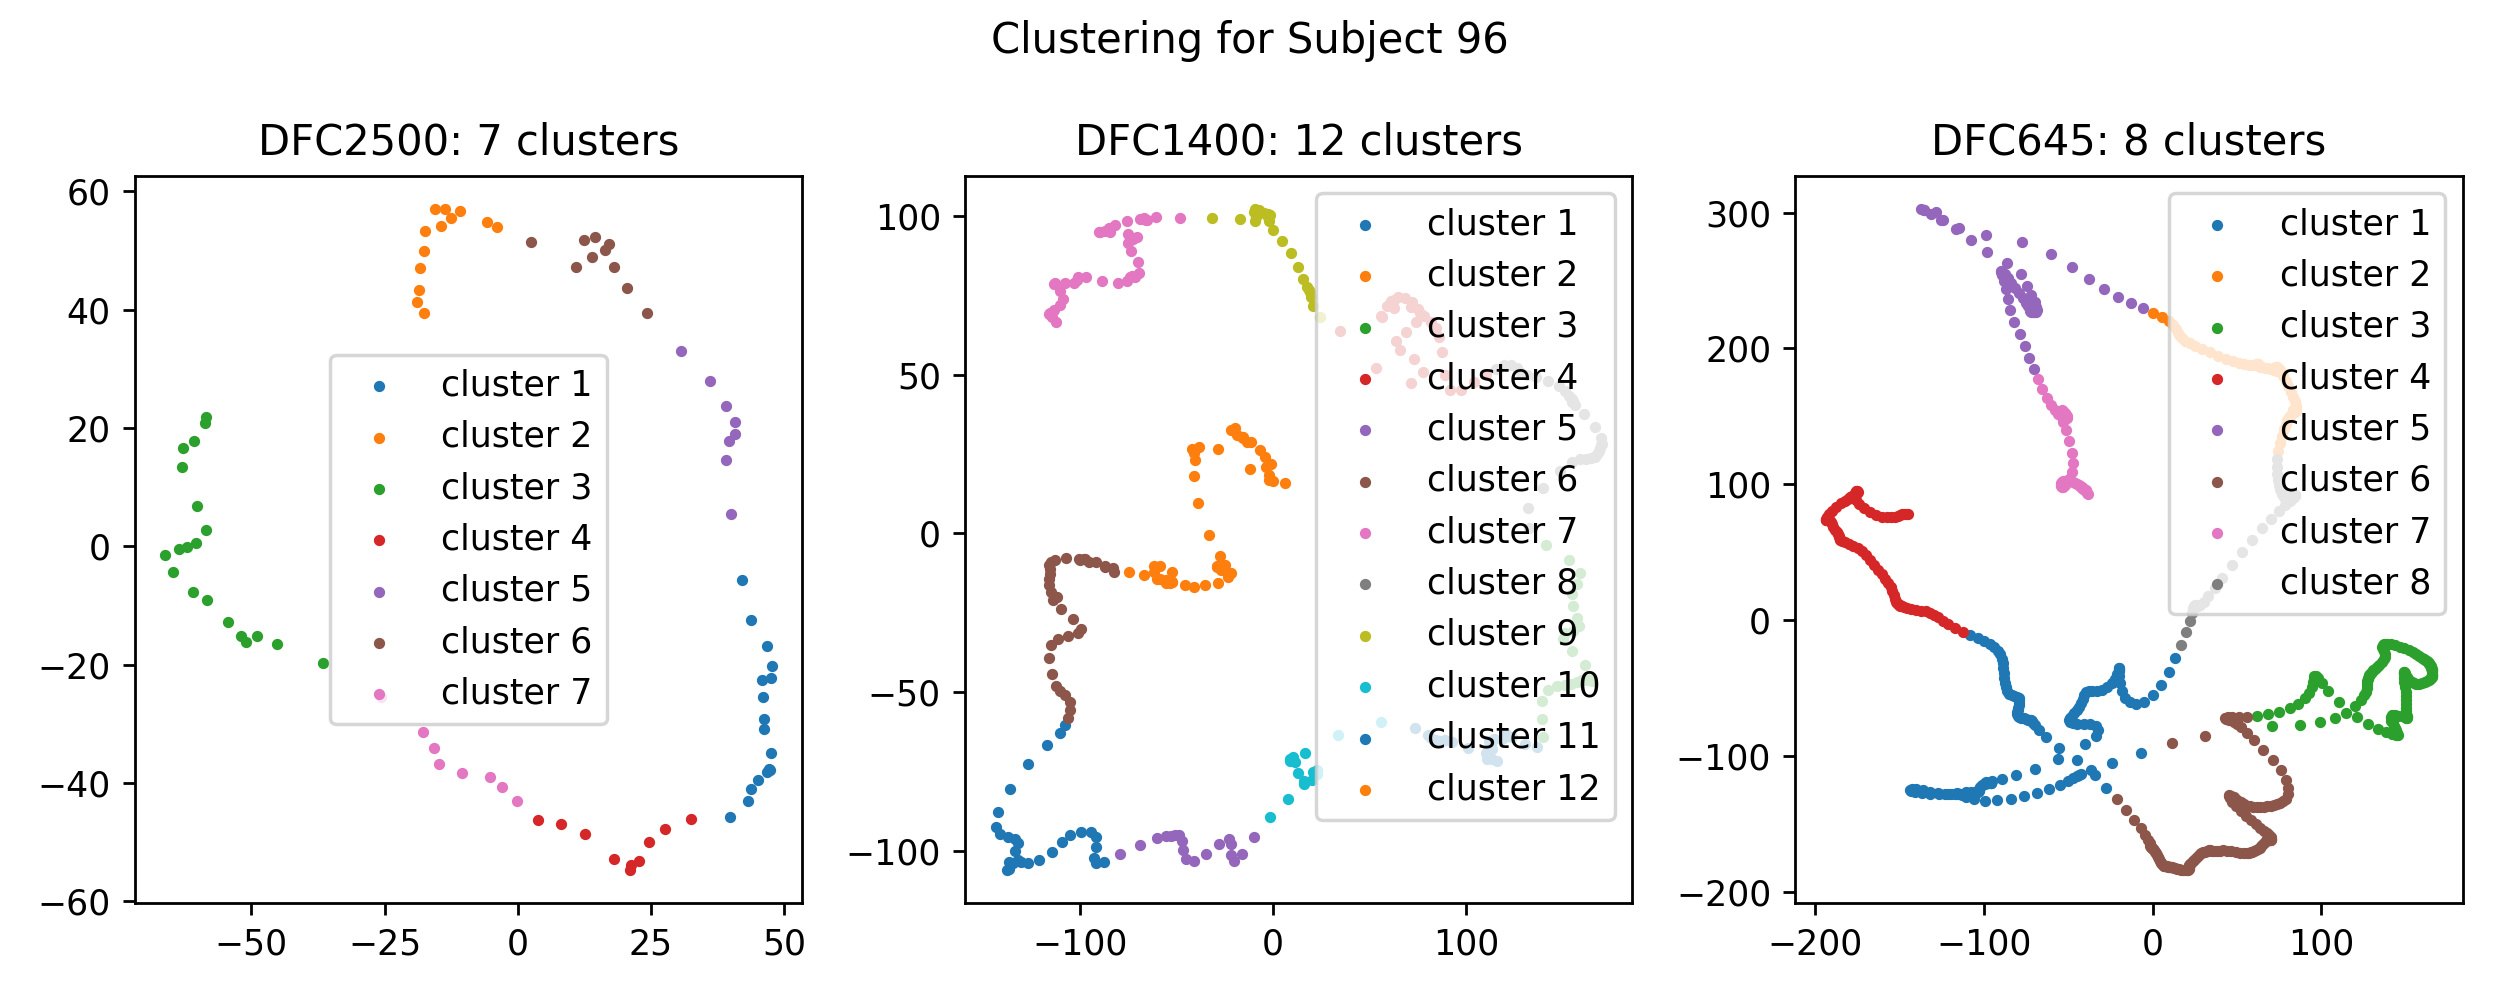 Clustering for Subject 96
DFC2500: 7 clusters
60
40
20
0
−20
−40
−60
−50
−25
0
25
50
cluster 1
cluster 2
cluster 3
cluster 4
cluster 5
cluster 6
cluster 7
DFC1400: 12 clusters
100
50
0
−50
−100
−100
0
100
cluster 1
cluster 2
cluster 3
cluster 4
cluster 5
cluster 6
cluster 7
cluster 8
cluster 9
cluster 10
cluster 11
cluster 12
DFC645: 8 clusters
300
200
100
0
−100
−200
−200
−100
0
100
cluster 1
cluster 2
cluster 3
cluster 4
cluster 5
cluster 6
cluster 7
cluster 8